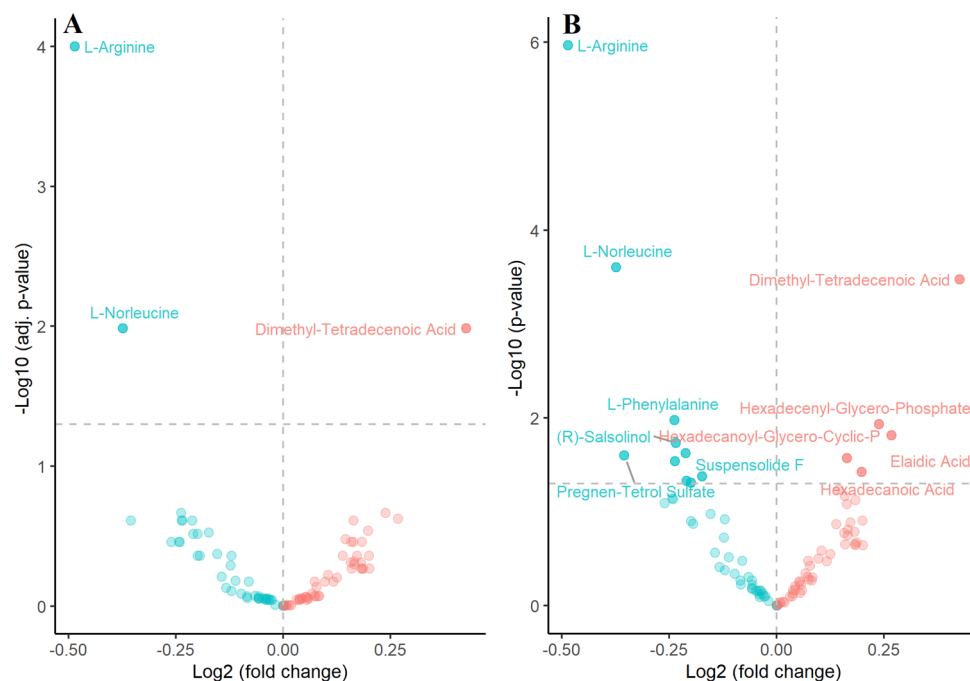 A
4
L-Arginine
3
-Log10 (adj. p-value)
L-Norleucine
2
Dimethyl-Tetradecenoic Acid
1
0
-0.50
-0.25
0.00
0.25
Log2 (fold change)
B
6
L-Arginine
4
L-Norleucine
Dimethyl-Tetradecenoic Acid
-Log10 (p-value)
2
L-Phenylalanine
Hexadecenyl-Glycero-Phosphate
(R)-Salsolinol
Hexadecanoyl-Glycero-Cyclic-P
Suspensolide F
Elaidic Acid
Pregnen-Tetrol Sulfate
Hexadecanoic Acid
0
-0.50
-0.25
0.00
0.25
Log2 (fold change)